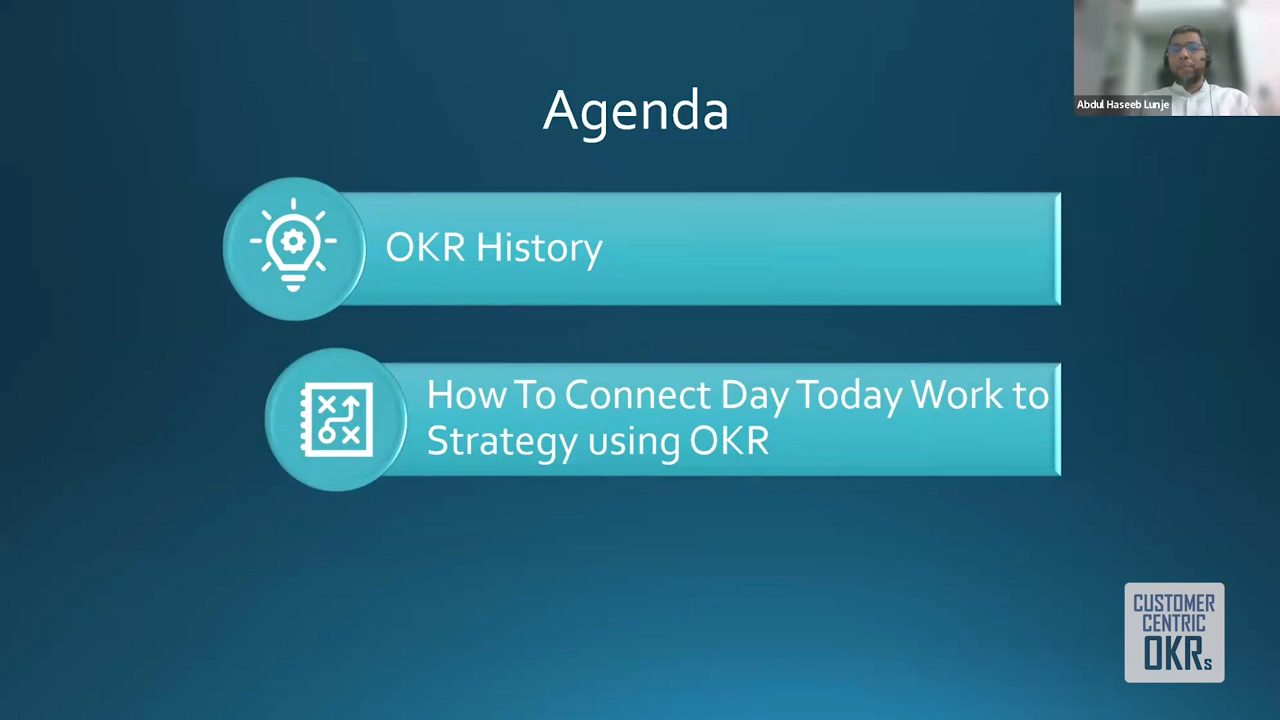 Agenda
OKR History
How To Connect Day Today Work to
Strategy using OKR
Abdul Haseeb Lunje
CUSTOMER
CENTRIC
OKRs